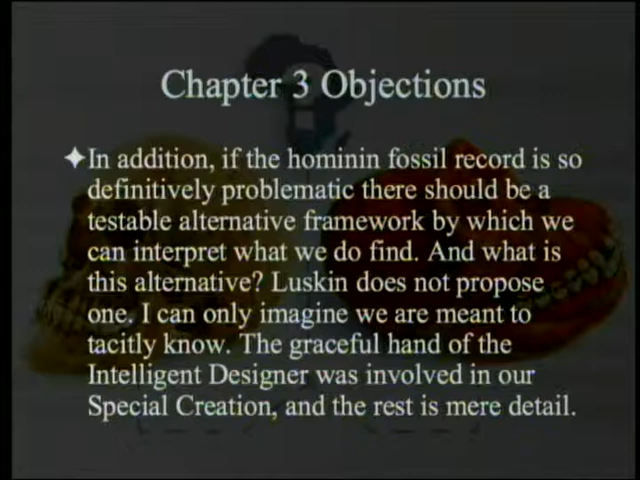 Chapter 3 Objections
✦In addition, if the hominin fossil record is so
definitively problematic there should be a
testable alternative framework by which we
can interpret what we do find. And what is
this alternative? Luskin does not propose
one. I can only imagine we are meant to
tacitly know. The graceful hand of the
Intelligent Designer was involved in our
Special Creation, and the rest is mere detail.